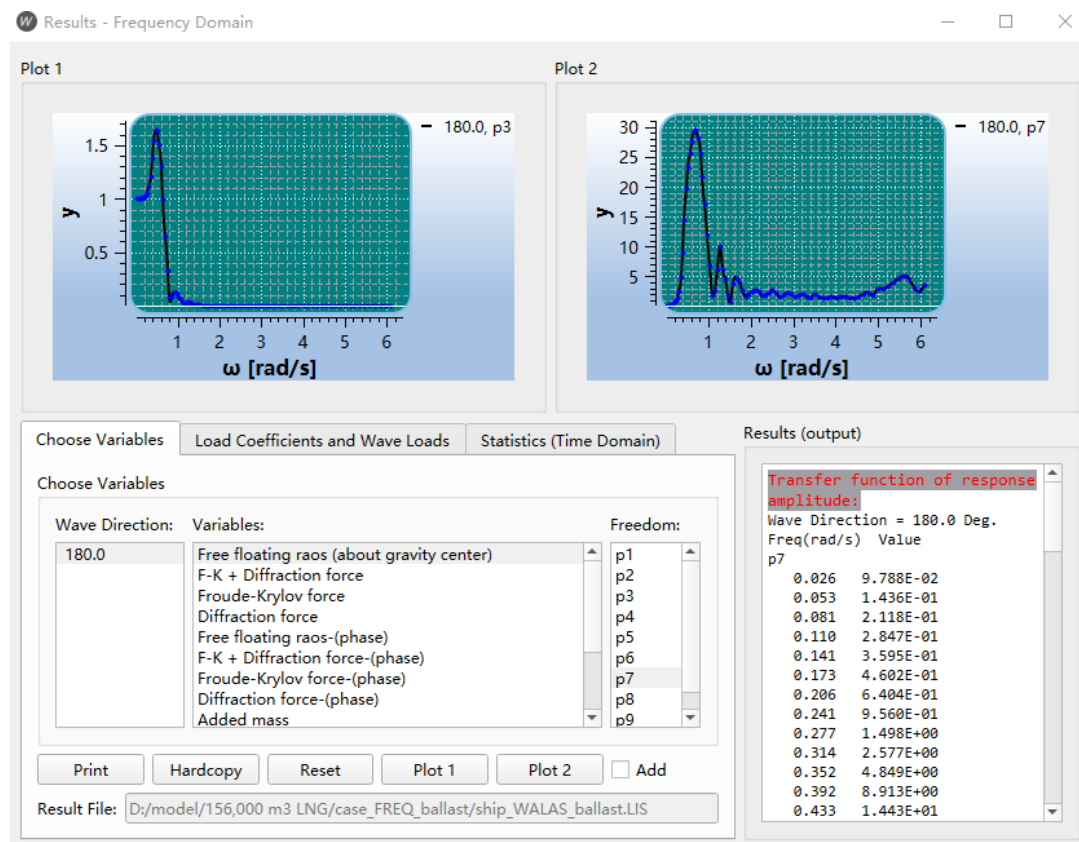 Results - Frequency Domain
Plot 1
Plot 2
180.0, p3
1.5
1
0.5
y
1 2 3 4 5 6
ω [rad/s]
180.0, p7
30
25
20
15
10
5
y
1 2 3 4 5 6
ω [rad/s]
Choose Variables
Load Coefficients and Wave Loads
Statistics (Time Domain)
Choose Variables
Wave Direction:
180.0
Variables:
Free floating raos (about gravity center)
F-K + Diffraction force
Froude-Krylov force
Diffraction force
Free floating raos-(phase)
F-K + Diffraction force-(phase)
Froude-Krylov force-(phase)
Diffraction force-(phase)
Added mass
Freedom:
p1
p2
p3
p4
p5
p6
p7
p8
p9
Print
Hardcopy
Reset
Plot 1
Plot 2
Add
Result File: D:/model/156,000 m3 LNG/case_FREQ_ballast/ship_WALAS_ballast.LIS
Results (output)
Transfer function of response
amplitude:
Wave Direction = 180.0 Deg.
Freq(rad/s) Value
p7
0.026 9.788E-02
0.053 1.436E-01
0.081 2.118E-01
0.110 2.847E-01
0.141 3.595E-01
0.173 4.602E-01
0.206 6.404E-01
0.241 9.560E-01
0.277 1.498E+00
0.314 2.577E+00
0.352 4.849E+00
0.392 8.913E+00
0.433 1.443E+01